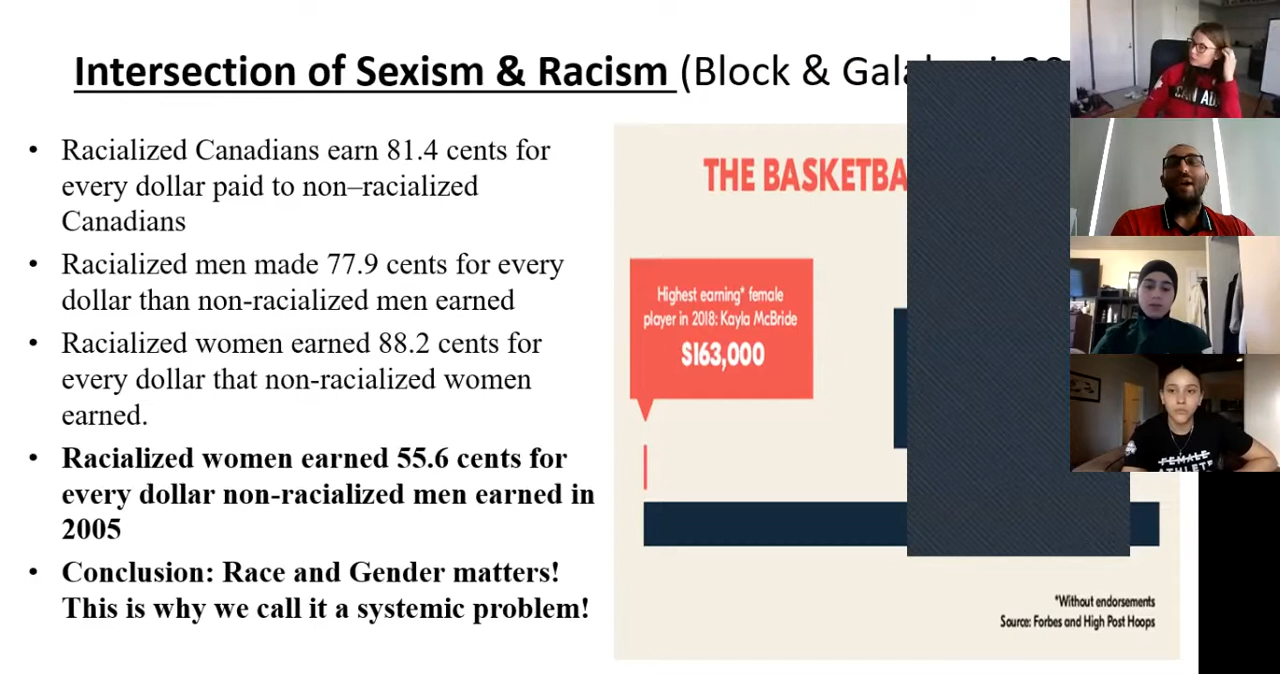 Intersection of Sexism & Racism (Block &
• Racialized Canadians earn 81.4 cents for
every dollar paid to non–racialized
Canadians
• Racialized men made 77.9 cents for every
dollar than non-racialized men earned
• Racialized women earned 88.2 cents for
every dollar that non-racialized women
earned.
• Racialized women earned 55.6 cents for
every dollar non-racialized men earned in
2005
• Conclusion: Race and Gender matters!
This is why we call it a systemic problem!
THE
Highest earning* female
player in 2018: Kayla McBride
$163,000
*Without endorsements
Source: Forbes and High Post Hoops
FEMALE